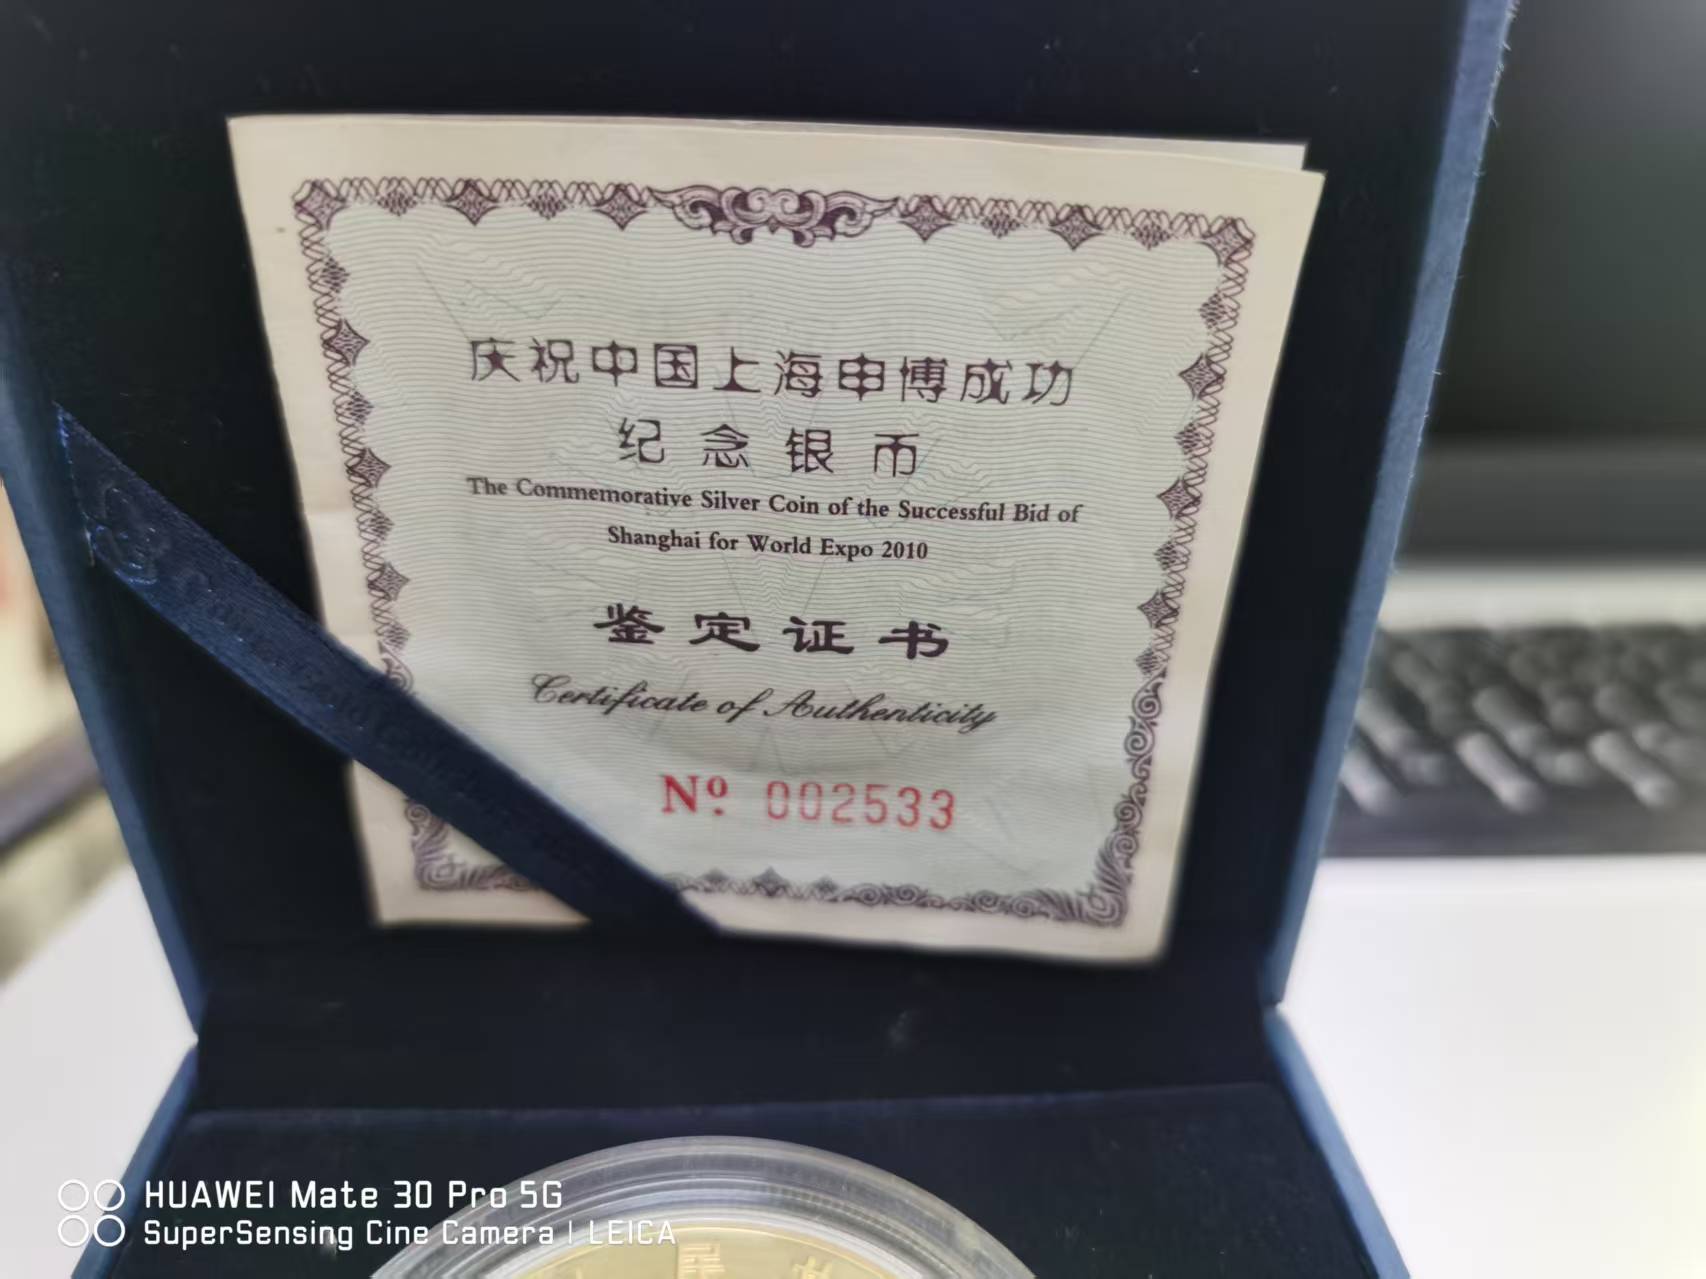 庆祝中国上海申博成功
纪念银币
The Commemorative Silver Coin of the Successful Bid of
Shanghai for World Expo 2010
鉴定证书
Certificate of Authenticity
Nº 002533
HUAWEI Mate 30 Pro 5G
SuperSensing Cine Camera | LEICA